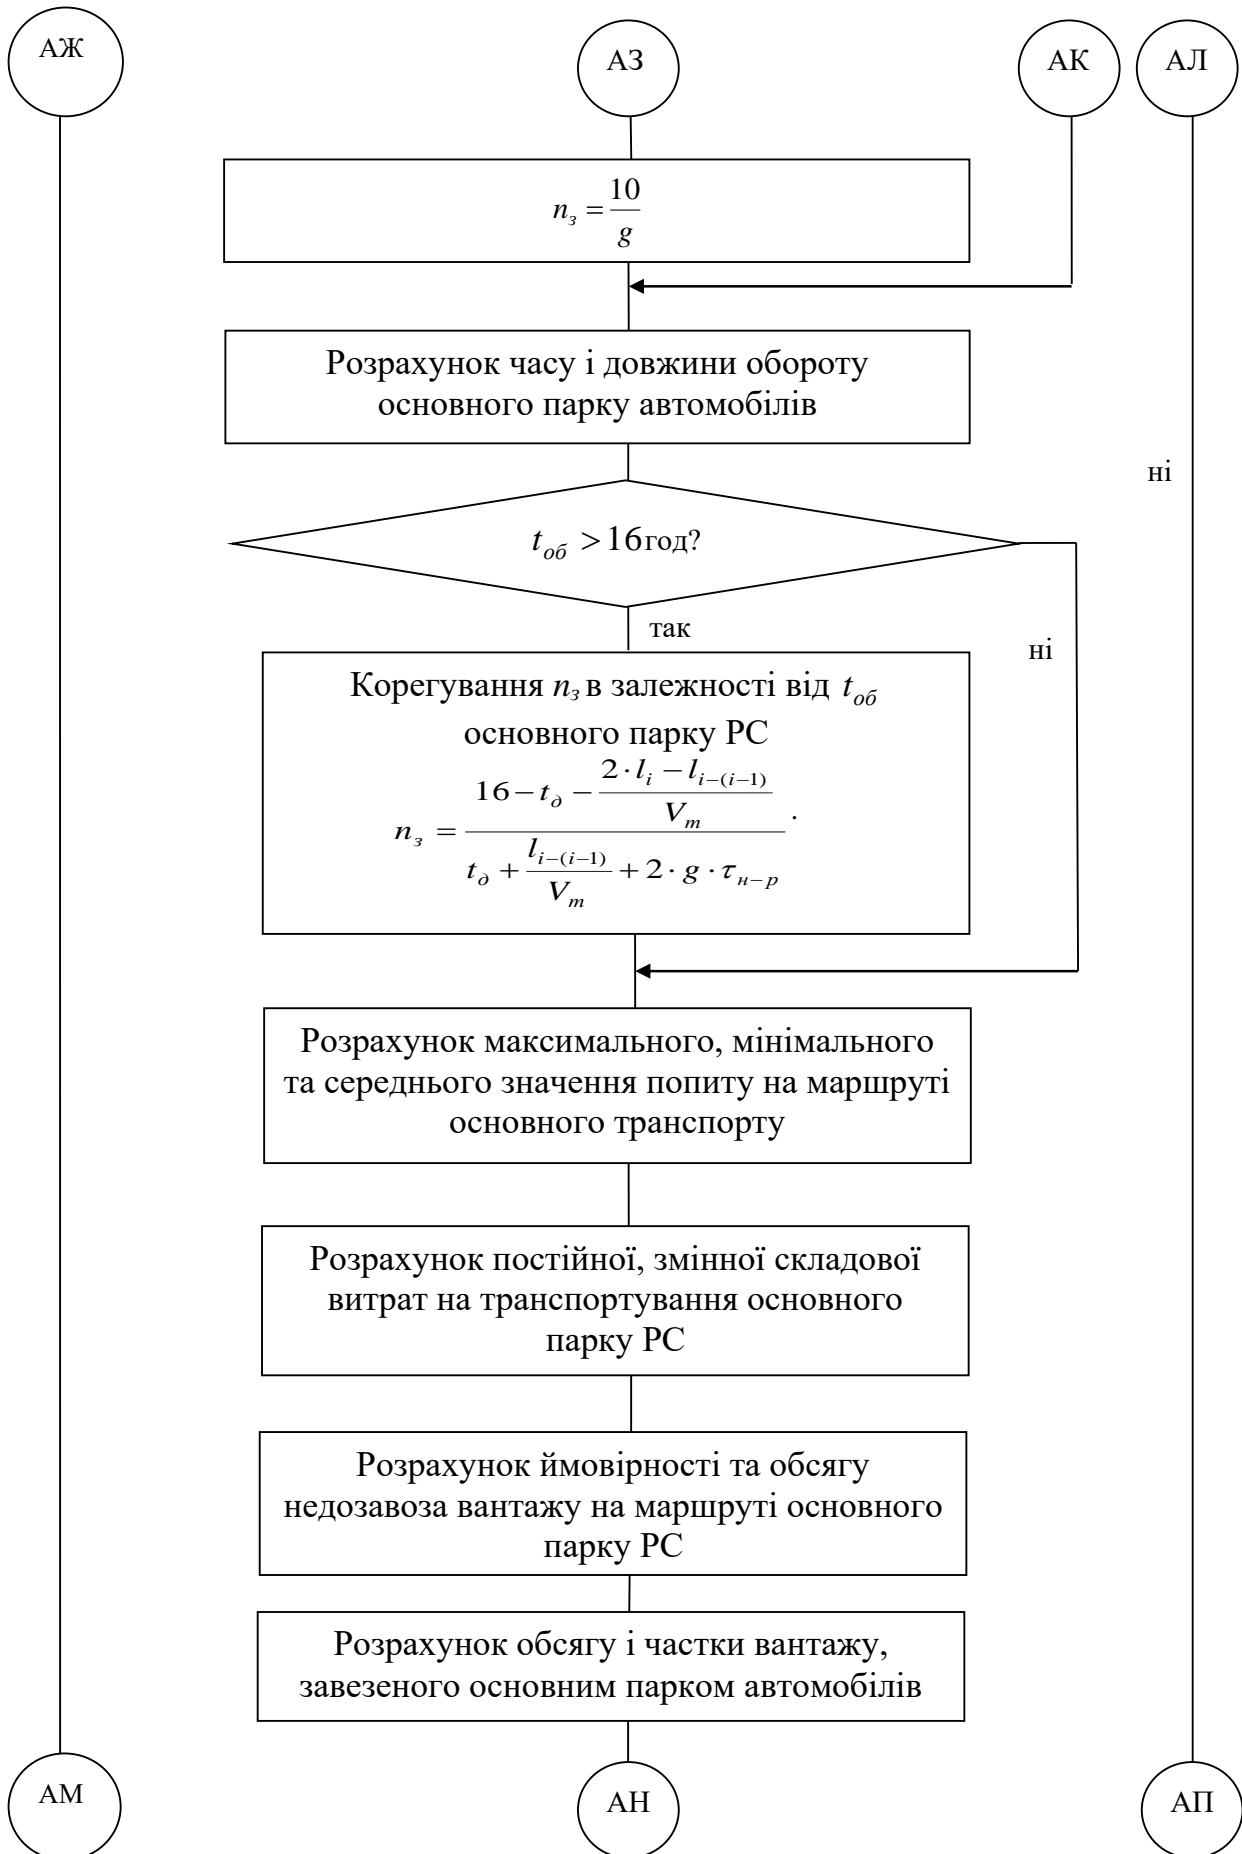 АЖ
АЗ
АК
АЛ
n_з = 10/g
Розрахунок часу і довжини обороту
основного парку автомобілів
ні
t_об > 16 год?
так
ні
Корегування n_з в залежності від t_об
основного парку РС
n_з = (16 − t_д − (2 · l_i − l_{i−(i−1)})/V_m) / (t_д + l_{i−(i−1)}/V_m + 2 · g · τ_{н−р}).
Розрахунок максимального, мінімального
та середнього значення попиту на маршруті
основного транспорту
Розрахунок постійної, змінної складової
витрат на транспортування основного
парку РС
Розрахунок ймовірності та обсягу
недозавоза вантажу на маршруті основного
парку РС
Розрахунок обсягу і частки вантажу,
завезеного основним парком автомобілів
АМ
АН
АП